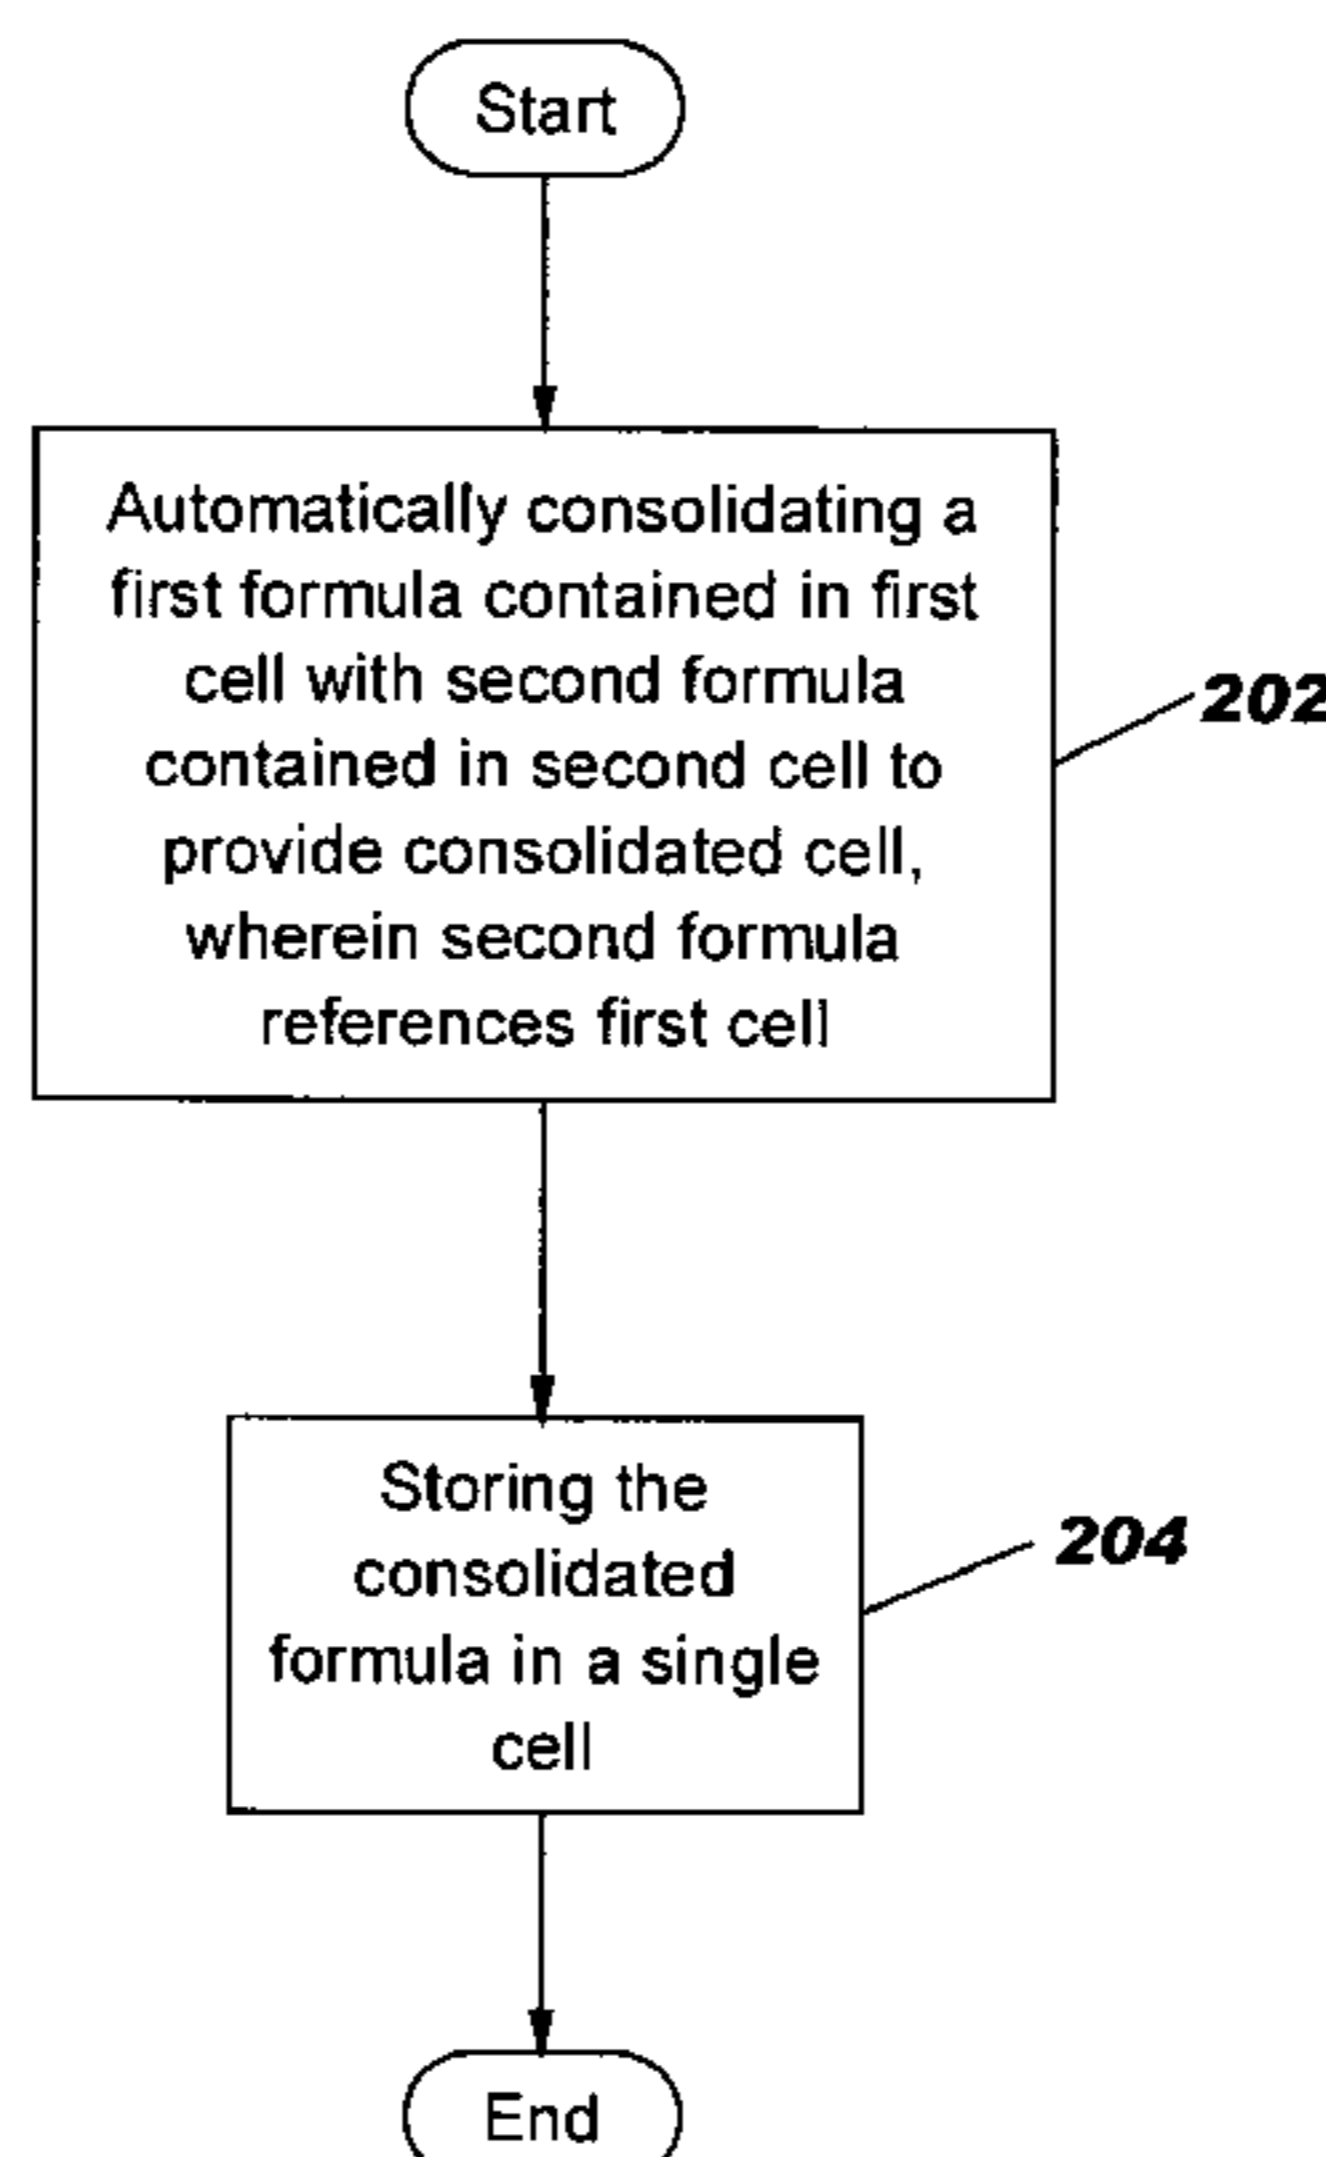 Start
Automatically consolidating a
first formula contained in first
cell with second formula
contained in second cell to
provide consolidated cell,
wherein second formula
references first cell
202
Storing the
consolidated
formula in a single
cell
204
End